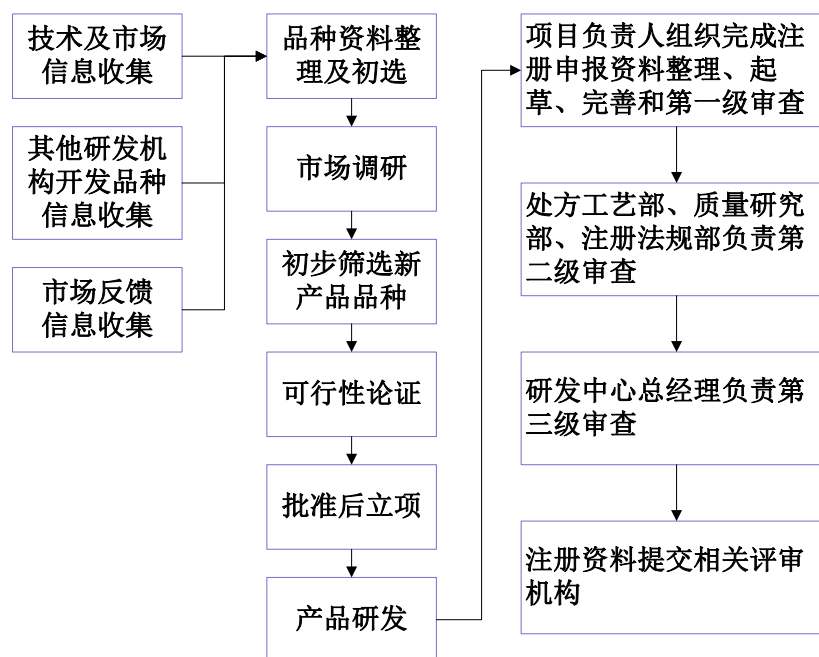 技术及市场
信息收集
其他研发机
构开发品种
信息收集
市场反馈
信息收集
品种资料整
理及初选
市场调研
初步筛选新
产品品种
可行性论证
批准后立项
产品研发
项目负责人组织完成注
册申报资料整理、起
草、完善和第一级审查
处方工艺部、质量研究
部、注册法规部负责第
二级审查
研发中心总经理负责第
三级审查
注册资料提交相关评审
机构